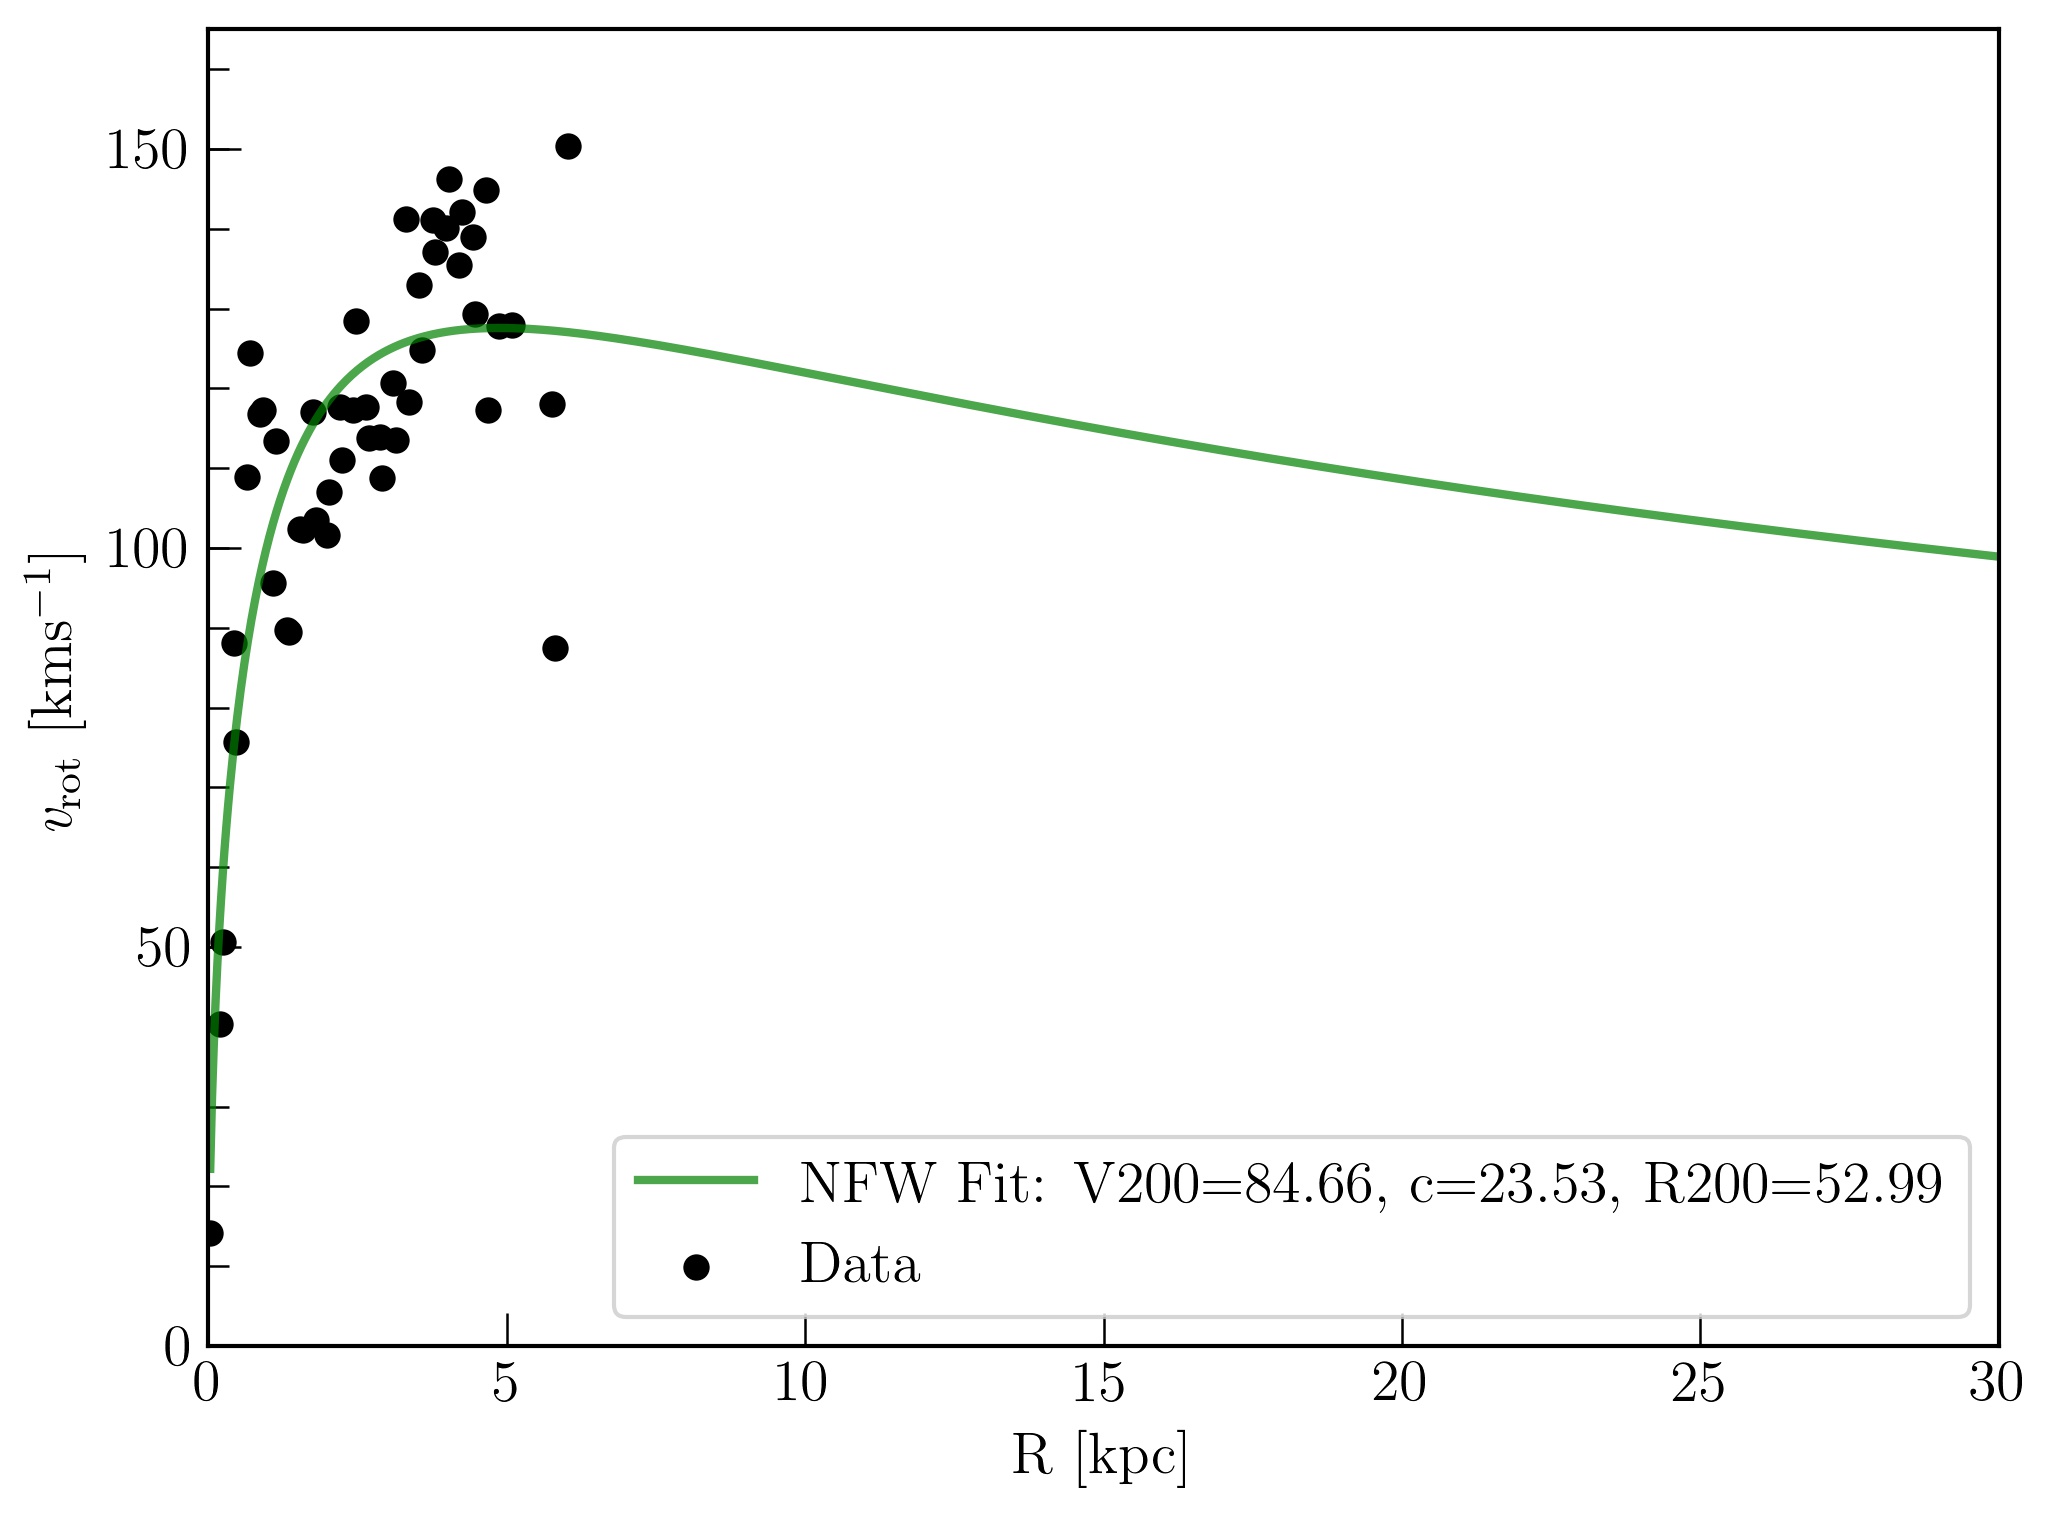 150
100
50
0
0 5 10 15 20 25 30
v_rot [kms⁻¹]
R [kpc]
NFW Fit: V200=84.66, c=23.53, R200=52.99
Data